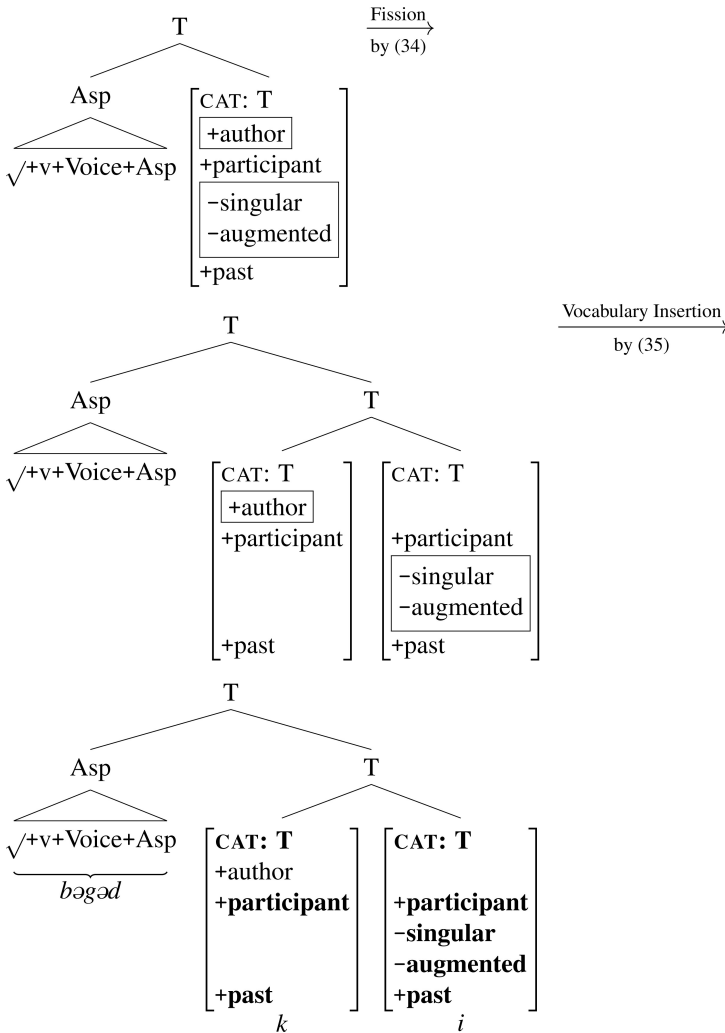 T
Fission
by (34)
Asp
√+v+Voice+Asp
CAT: T
+author
+participant
−singular
−augmented
+past
T
Vocabulary Insertion
by (35)
Asp
√+v+Voice+Asp
T
CAT: T
+author
+participant
+past
CAT: T
+participant
−singular
−augmented
+past
T
Asp
√+v+Voice+Asp
bəgəd
T
CAT: T
+author
+participant
+past
k
CAT: T
+participant
−singular
−augmented
+past
i